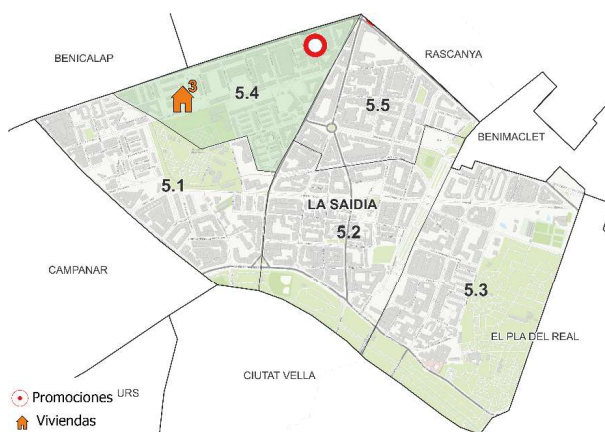 BENICALAP
RASCANYA
3
5.4
5.5
BENIMACLET
5.1
LA SAIDIA
5.2
CAMPANAR
5.3
EL PLA DEL REAL
CIUTAT VELLA
Promociones
URS
Viviendas